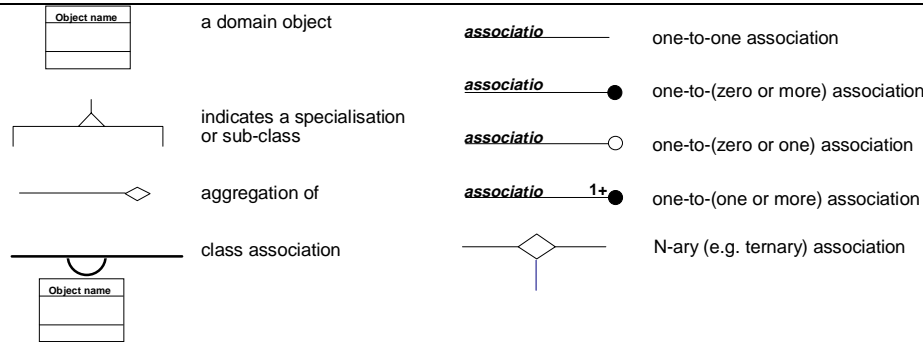 Object name
a domain object
indicates a specialisation
or sub-class
aggregation of
class association
Object name
associatio
one-to-one association
associatio
one-to-(zero or more) association
associatio
one-to-(zero or one) association
associatio 1+
one-to-(one or more) association
N-ary (e.g. ternary) association